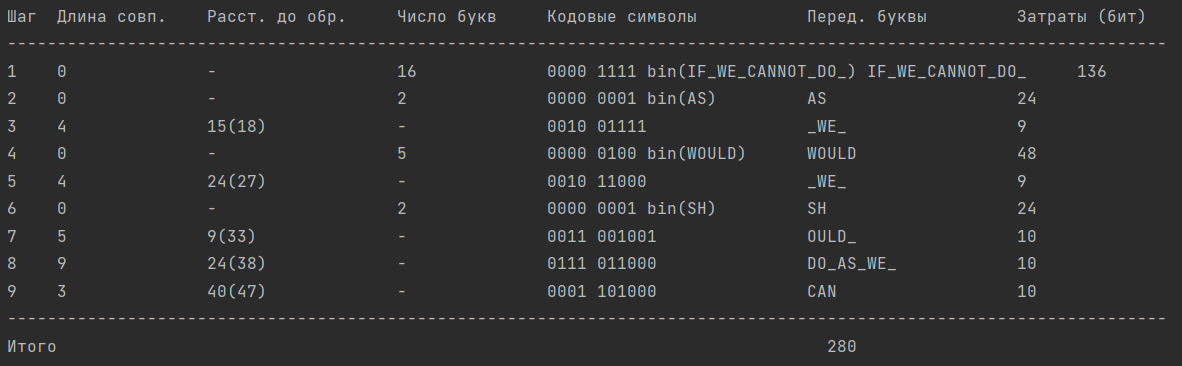 Шаг Длина совп. Расст. до обр. Число букв Кодовые символы Перед. буквы Затраты (бит)
--------------------------------------------------------------------------------------------------------------------
1 0 - 16 0000 1111 bin(IF_WE_CANNOT_DO_) IF_WE_CANNOT_DO_ 136
2 0 - 2 0000 0001 bin(AS) AS 24
3 4 15(18) - 0010 01111 _WE_ 9
4 0 - 5 0000 0100 bin(WOULD) WOULD 48
5 4 24(27) - 0010 11000 _WE_ 9
6 0 - 2 0000 0001 bin(SH) SH 24
7 5 9(33) - 0011 001001 OULD_ 10
8 9 24(38) - 0111 011000 DO_AS_WE_ 10
9 3 40(47) - 0001 101000 CAN 10
--------------------------------------------------------------------------------------------------------------------
Итого 280